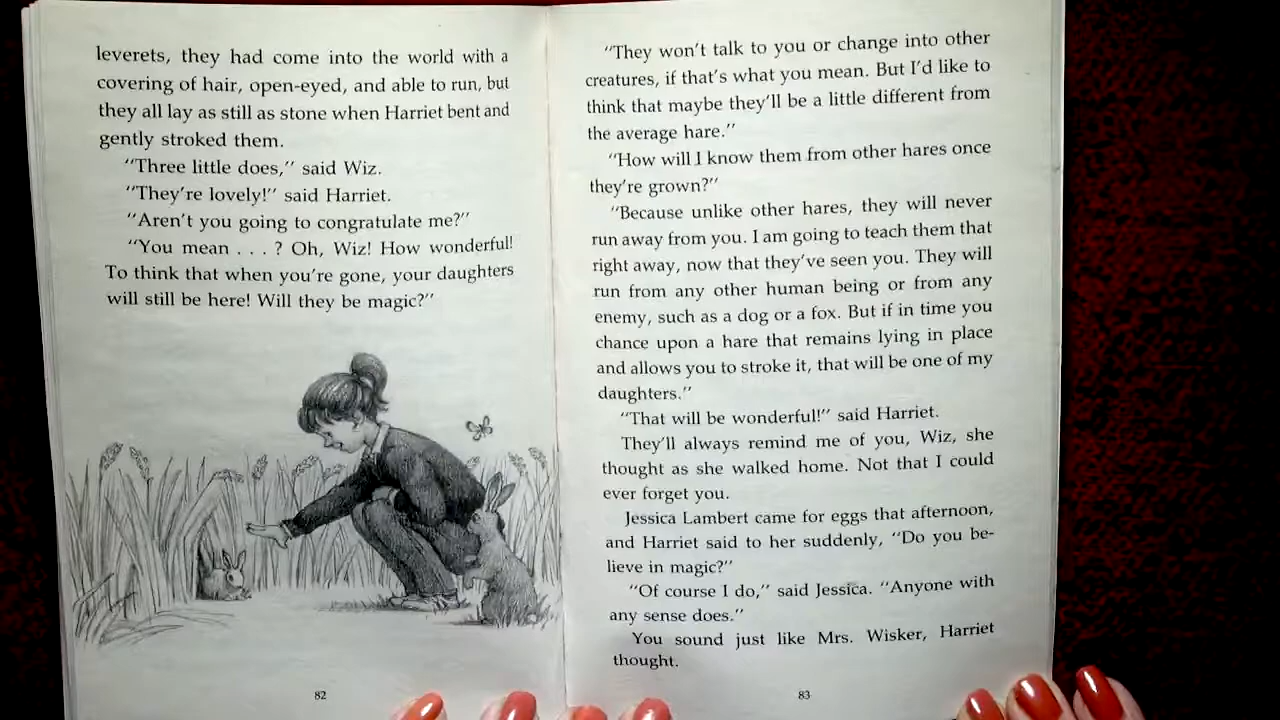 leverets, they had come into the world with a
covering of hair, open-eyed, and able to run, but
they all lay as still as stone when Harriet bent and
gently stroked them.
“Three little does,” said Wiz.
“They’re lovely!” said Harriet.
“Aren’t you going to congratulate me?”
“You mean . . . ? Oh, Wiz! How wonderful!
To think that when you’re gone, your daughters
will still be here! Will they be magic?”
82
“They won’t talk to you or change into other
creatures, if that’s what you mean. But I’d like to
think that maybe they’ll be a little different from
the average hare.”
“How will I know them from other hares once
they’re grown?”
“Because unlike other hares, they will never
run away from you. I am going to teach them that
right away, now that they’ve seen you. They will
run from any other human being or from any
enemy, such as a dog or a fox. But if in time you
chance upon a hare that remains lying in place
and allows you to stroke it, that will be one of my
daughters.”
“That will be wonderful!” said Harriet.
They’ll always remind me of you, Wiz, she
thought as she walked home. Not that I could
ever forget you.
Jessica Lambert came for eggs that afternoon,
and Harriet said to her suddenly, “Do you be-
lieve in magic?”
“Of course I do,” said Jessica. “Anyone with
any sense does.”
You sound just like Mrs. Wisker, Harriet
thought.
83